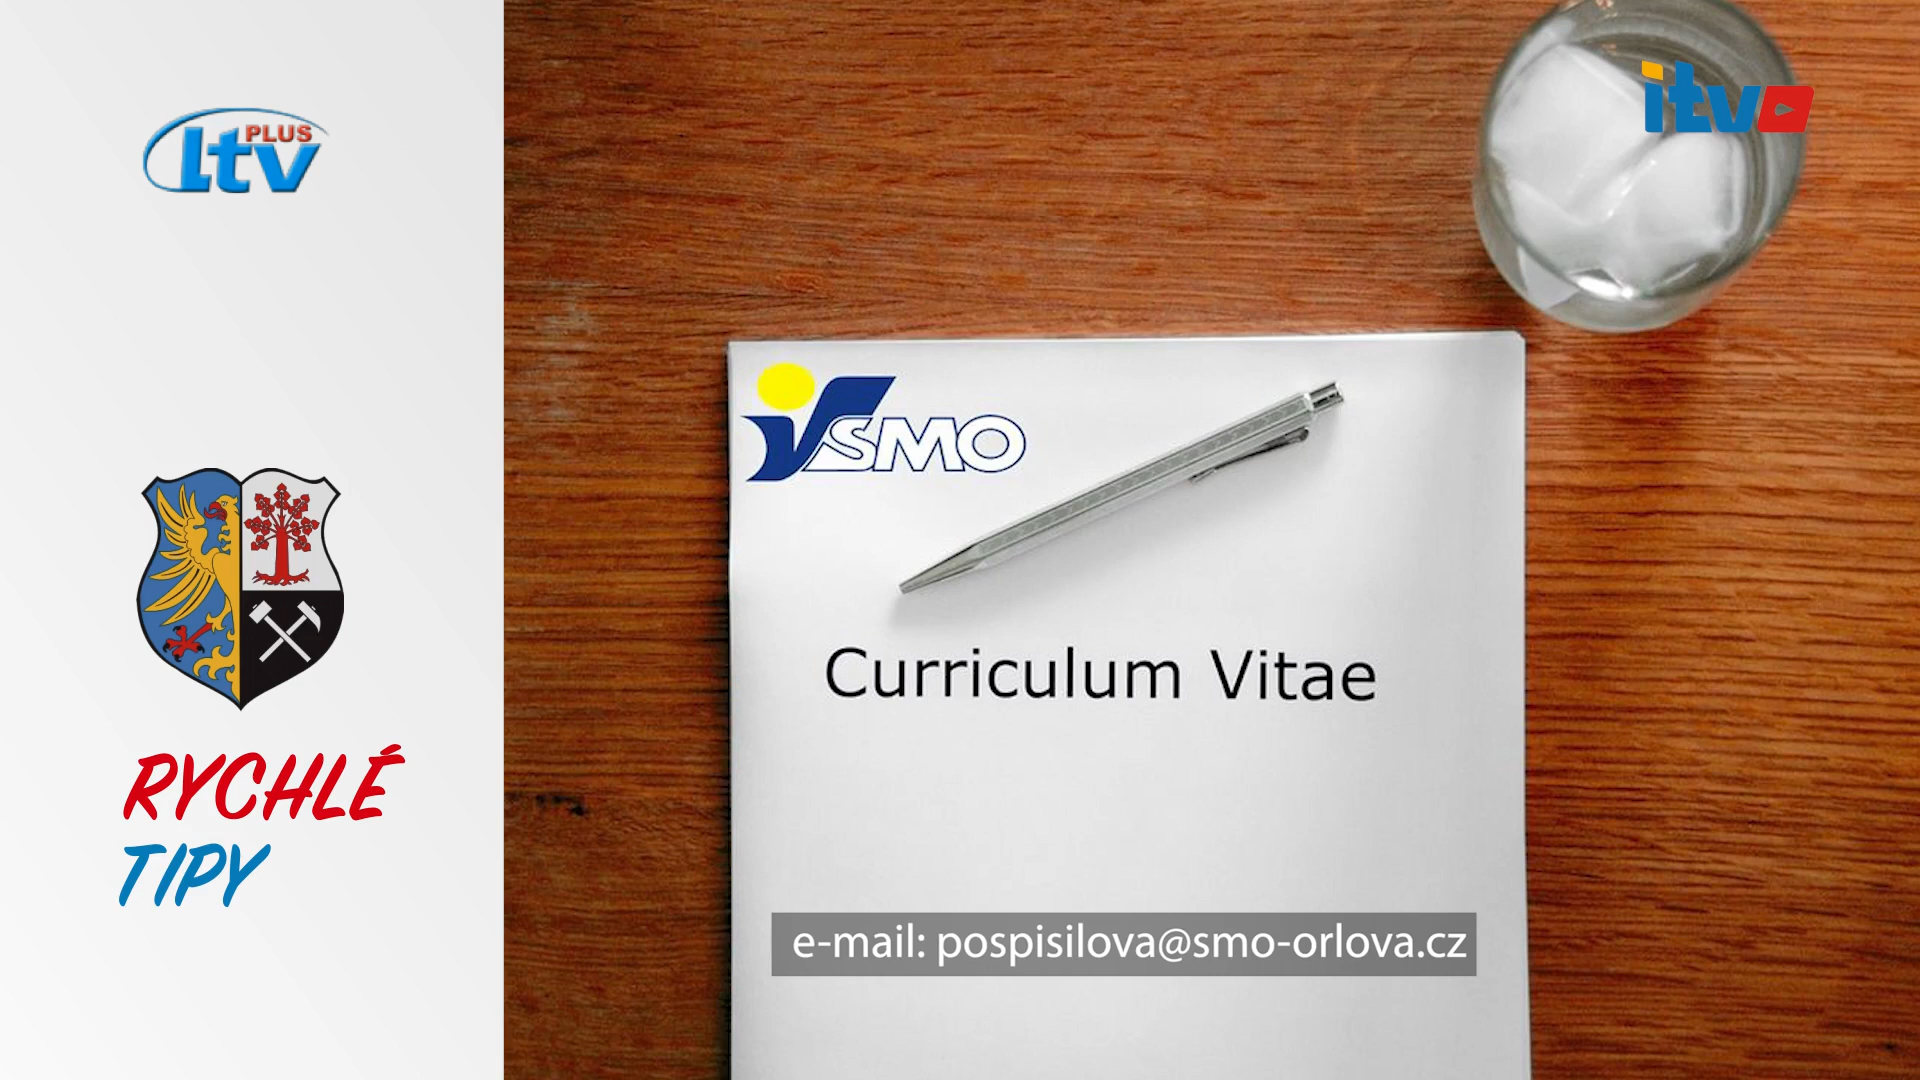 LTV PLUS
RYCHLÉ
TIPY
itv
SMO
Curriculum Vitae
e-mail: pospisilova@smo-orlova.cz